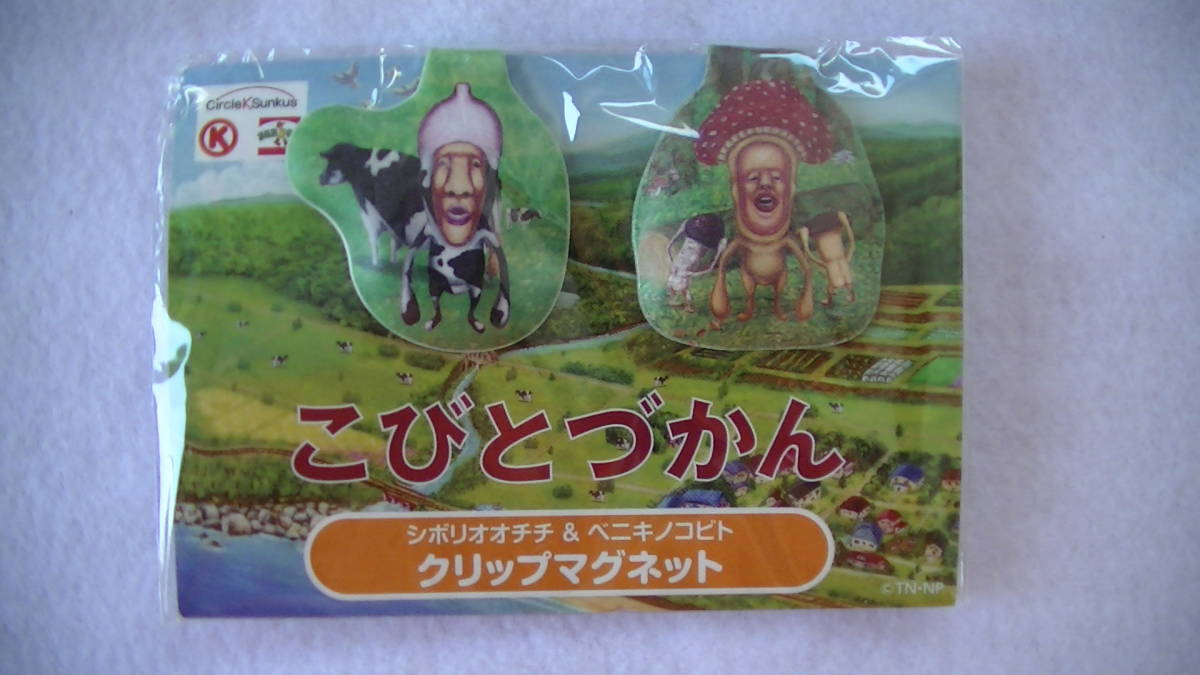 CircleKSunkus
K
こびとづかん
シボリオオチチ & ベニキノコビト
クリップマグネット
©TN・NP